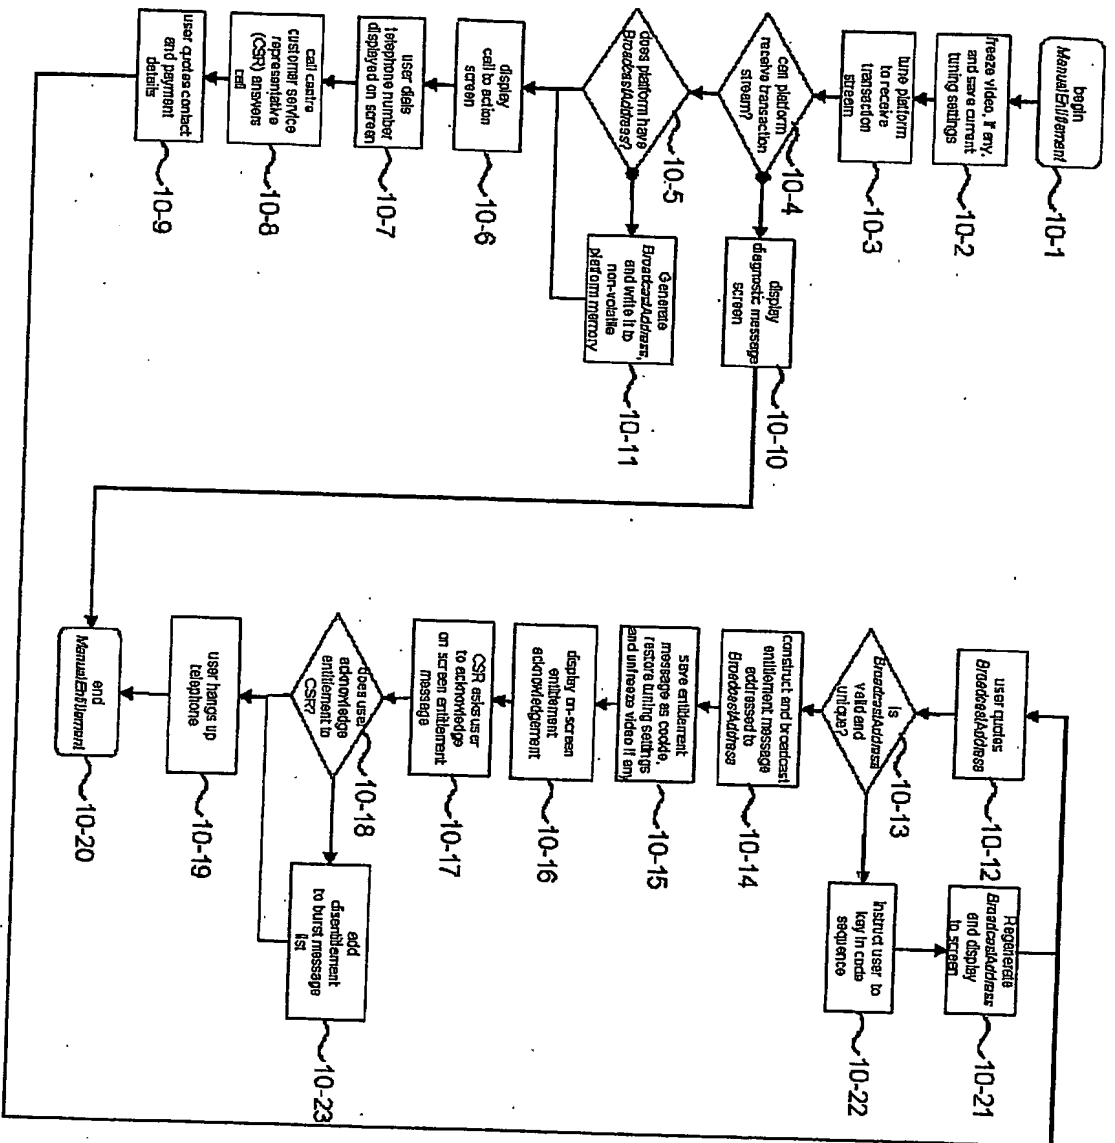 begin
ManualEntitlement
10-1
freeze video, if any,
and save current
tuning settings
10-2
tune platform
to receive
transaction
stream
10-3
can platform
receive transaction
stream?
10-4
does platform have
BroadcastAddress?
10-5
display
call to action
screen
10-6
user dials
telephone number
displayed on screen
10-7
call centre
customer service
representative
(CSR) answers
call
10-8
user quotes contact
and payment
details
10-9
display
diagnostic message
screen
10-10
Generate
BroadcastAddress,
and write it to
non-volatile
platform memory
10-11
user quotes
BroadcastAddress
10-12
is
BroadcastAddress
valid and
unique?
10-13
construct and broadcast
entitlement message
addressed to
BroadcastAddress
10-14
save entitlement
message as cookie,
restore tuning settings
and unfreeze video if any
10-15
display on-screen
entitlement
acknowledgement
10-16
CSR asks user
to acknowledge
on screen entitlement
message
10-17
does user
acknowledge
entitlement to
CSR?
10-18
user hangs up
telephone
10-19
end
ManualEntitlement
10-20
Regenerate
BroadcastAddress
and display
to screen
10-21
Instruct user to
key in code
sequence
10-22
add
disentitlement
to burst message
list
10-23